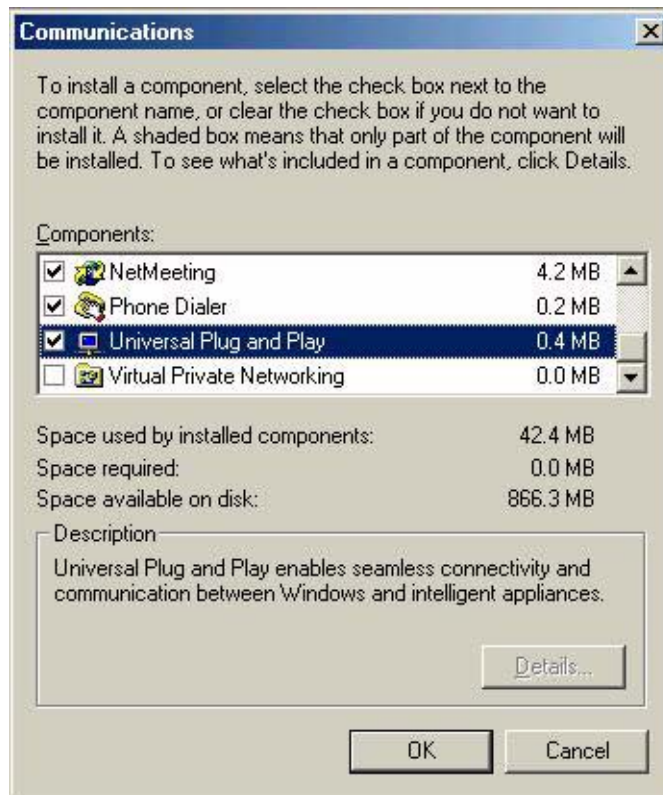 Communications
To install a component, select the check box next to the
component name, or clear the check box if you do not want to
install it. A shaded box means that only part of the component will
be installed. To see what's included in a component, click Details.
Components:
NetMeeting 4.2 MB
Phone Dialer 0.2 MB
Universal Plug and Play 0.4 MB
Virtual Private Networking 0.0 MB
Space used by installed components: 42.4 MB
Space required: 0.0 MB
Space available on disk: 866.3 MB
Description
Universal Plug and Play enables seamless connectivity and
communication between Windows and intelligent appliances.
Details...
OK Cancel